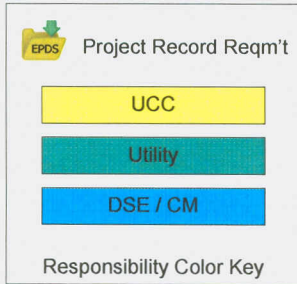 EPDS Project Record Reqm't
UCC
Utility
DSE / CM
Responsibility Color Key